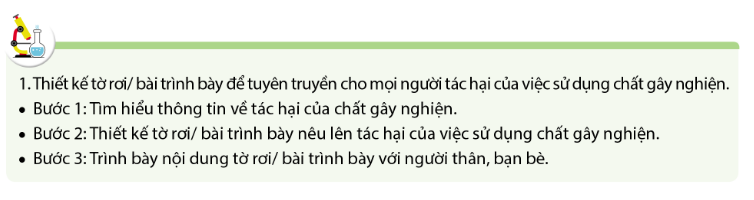 1. Thiết kế tờ rơi/ bài trình bày để tuyên truyền cho mọi người tác hại của việc sử dụng chất gây nghiện.
• Bước 1: Tìm hiểu thông tin về tác hại của chất gây nghiện.
• Bước 2: Thiết kế tờ rơi/ bài trình bày nêu lên tác hại của việc sử dụng chất gây nghiện.
• Bước 3: Trình bày nội dung tờ rơi/ bài trình bày với người thân, bạn bè.